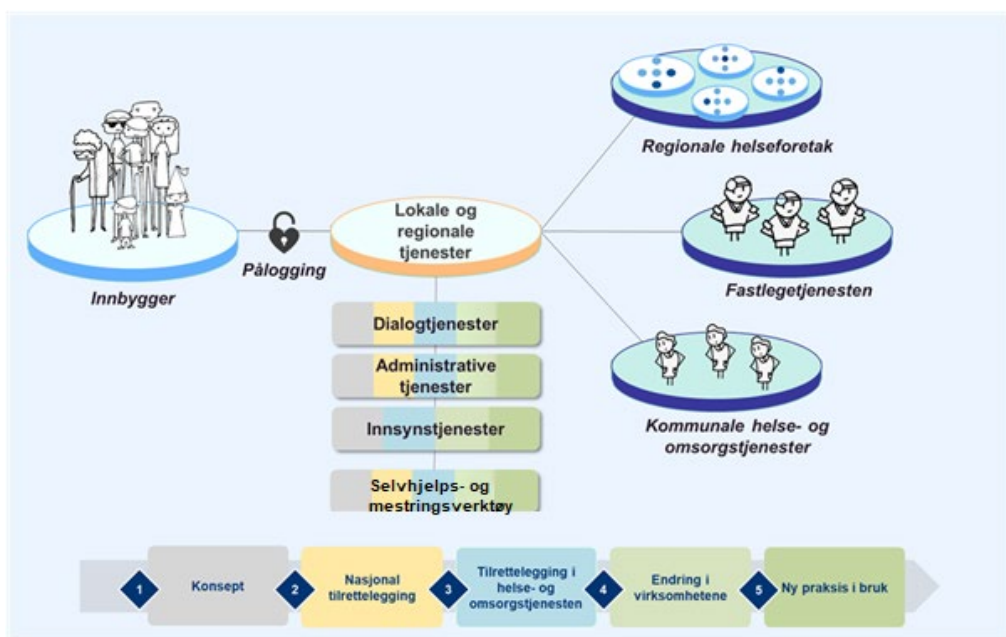 Innbygger
Pålogging
Lokale og
regionale
tjenester
Regionale helseforetak
Fastlegetjenesten
Kommunale helse- og
omsorgstjenester
Dialogtjenester
Administrative
tjenester
Innsynstjenester
Selvhjelps- og
mestringsverktøy
1
Konsept
2
Nasjonal
tilrettelegging
3
Tilrettelegging i
helse- og
omsorgstjenesten
4
Endring i
virksomhetene
5
Ny praksis i bruk